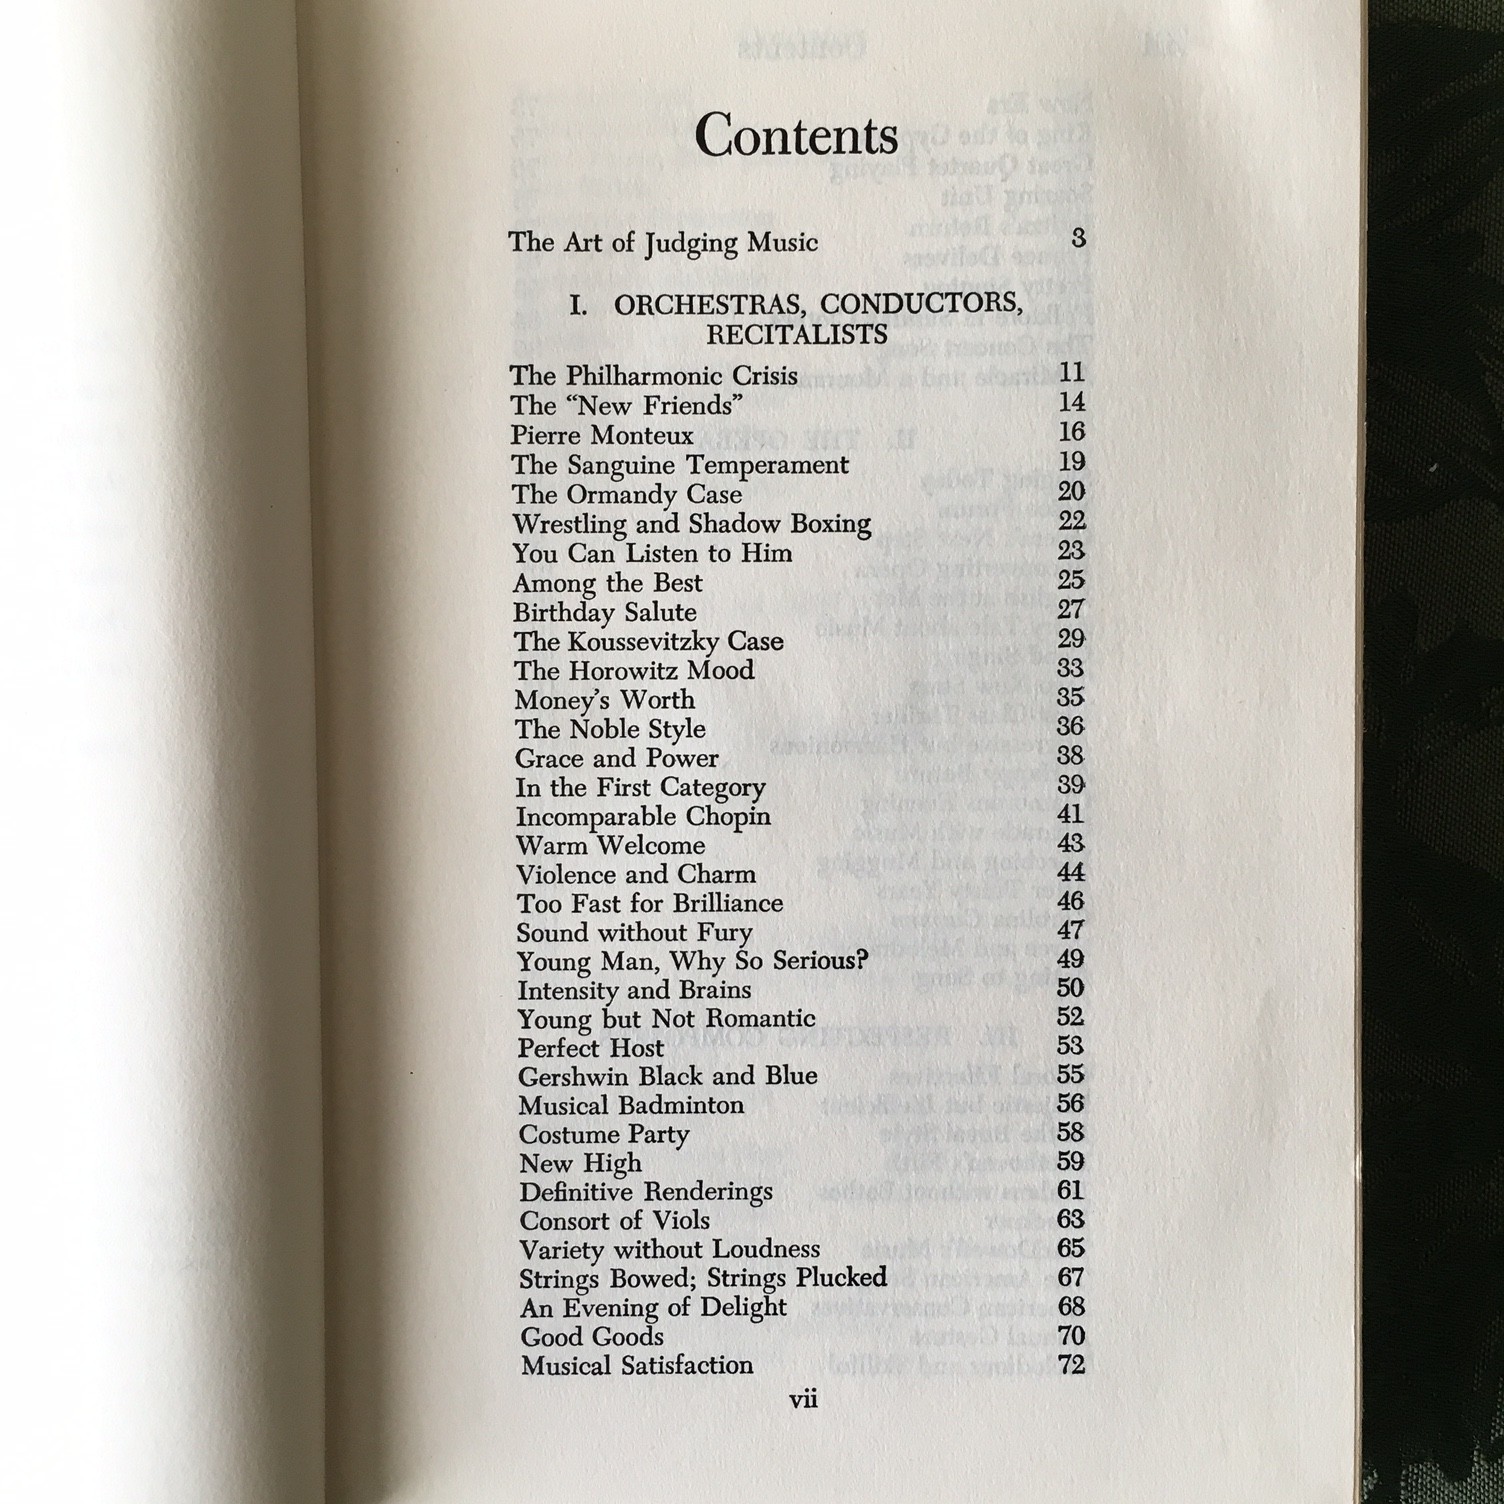 Contents
The Art of Judging Music 3
I. ORCHESTRAS, CONDUCTORS,
RECITALISTS
The Philharmonic Crisis 11
The “New Friends” 14
Pierre Monteux 16
The Sanguine Temperament 19
The Ormandy Case 20
Wrestling and Shadow Boxing 22
You Can Listen to Him 23
Among the Best 25
Birthday Salute 27
The Koussevitzky Case 29
The Horowitz Mood 33
Money’s Worth 35
The Noble Style 36
Grace and Power 38
In the First Category 39
Incomparable Chopin 41
Warm Welcome 43
Violence and Charm 44
Too Fast for Brilliance 46
Sound without Fury 47
Young Man, Why So Serious? 49
Intensity and Brains 50
Young but Not Romantic 52
Perfect Host 53
Gershwin Black and Blue 55
Musical Badminton 56
Costume Party 58
New High 59
Definitive Renderings 61
Consort of Viols 63
Variety without Loudness 65
Strings Bowed; Strings Plucked 67
An Evening of Delight 68
Good Goods 70
Musical Satisfaction 72
vii